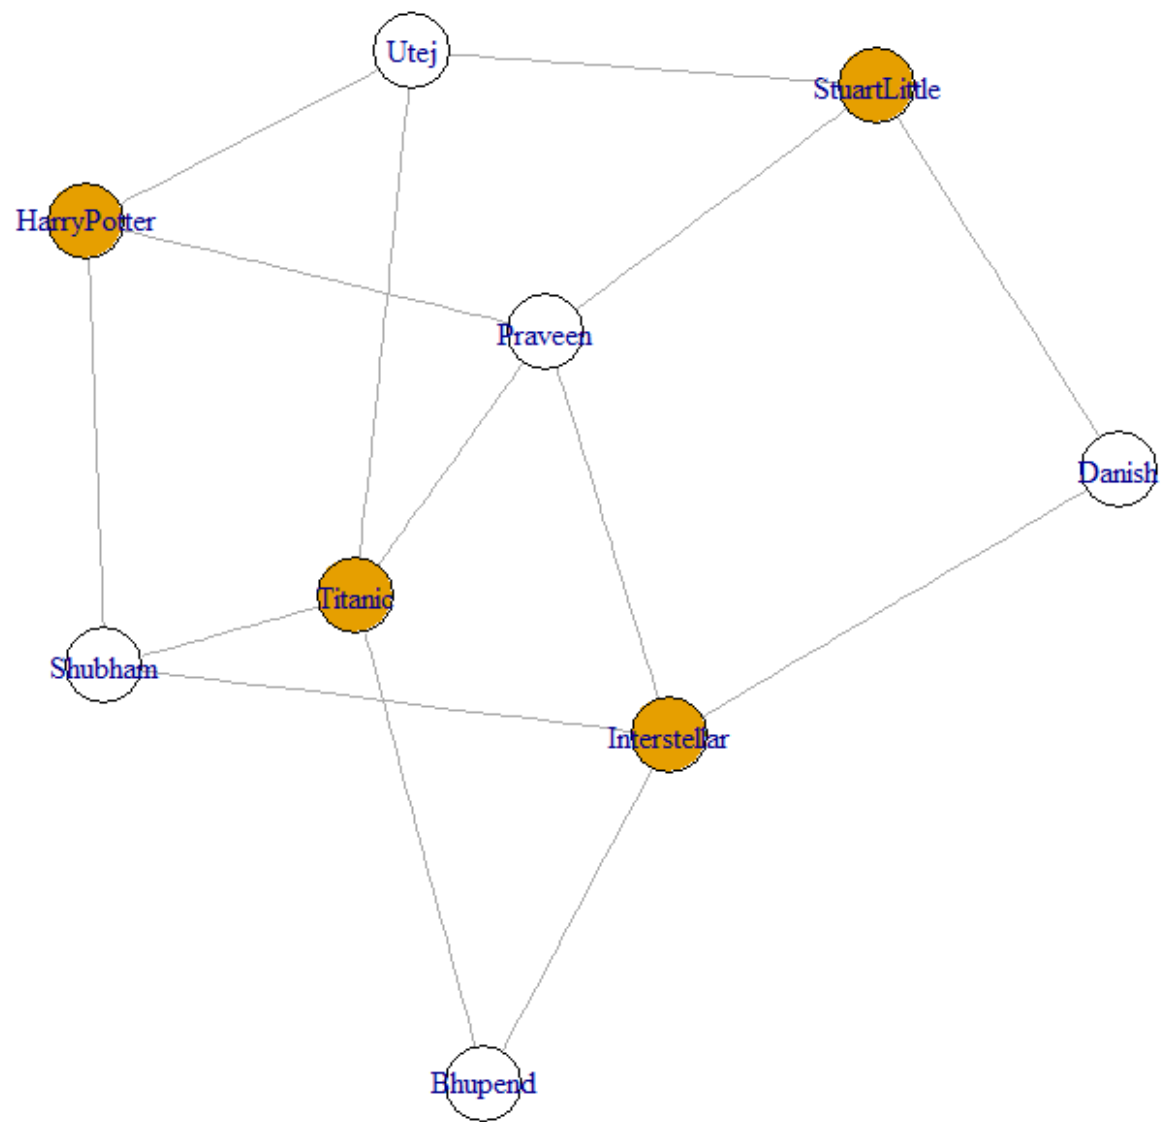 Utej
StuartLittle
HarryPotter
Praveen
Danish
Titanic
Shubham
Interstellar
Bhupend